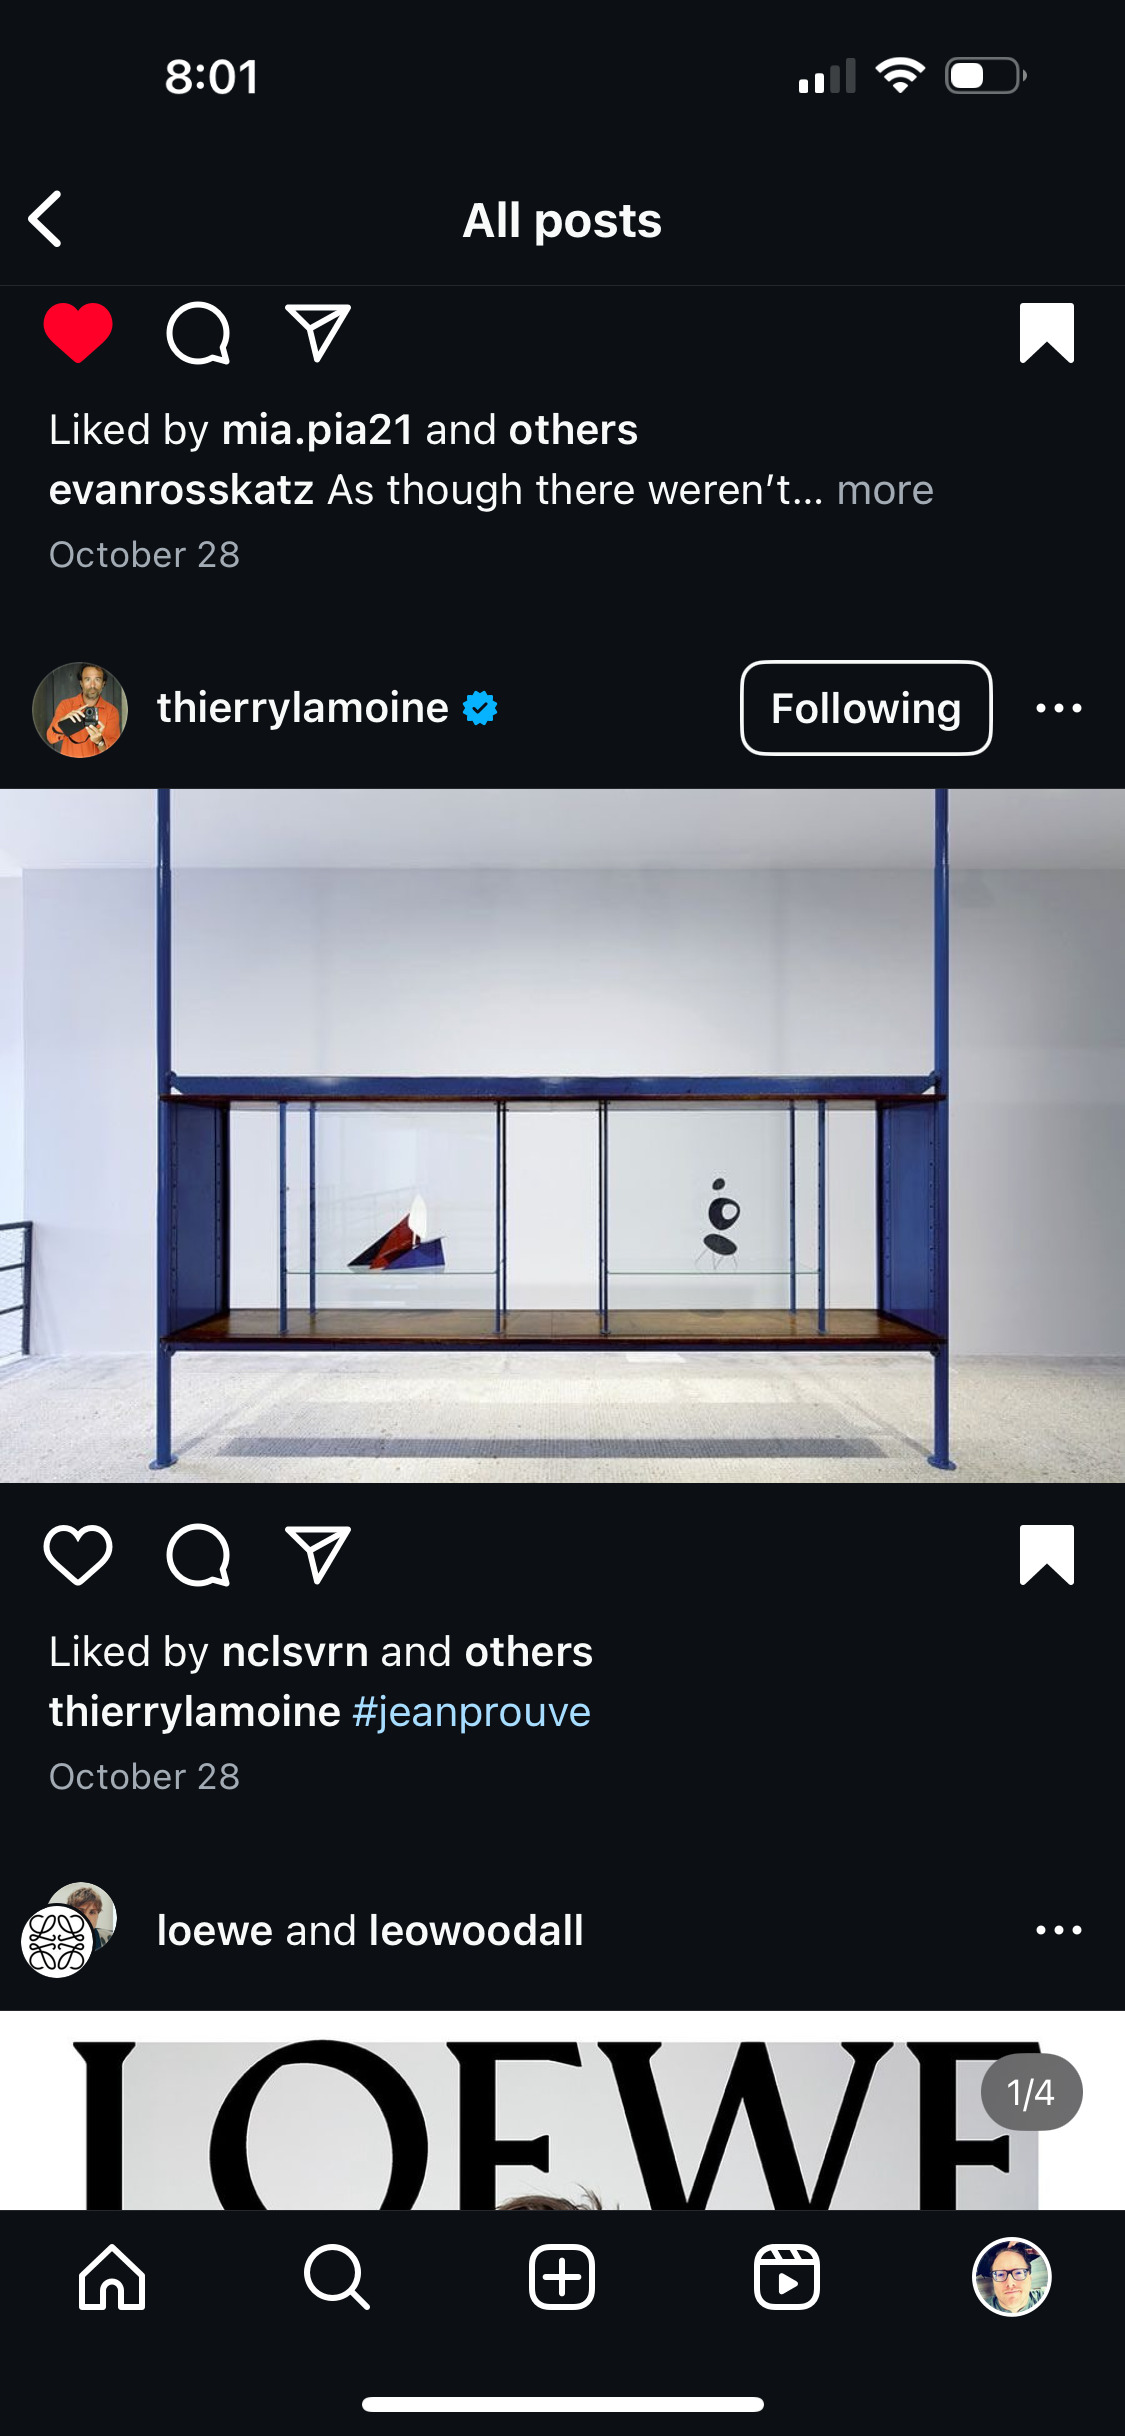 8:01
All posts
Liked by mia.pia21 and others
evanrosskatz As though there weren’t... more
October 28
thierrylamoine
Following
Liked by nclsvrn and others
thierrylamoine #jeanprouve
October 28
loewe and leowoodall
LOEWE
1/4